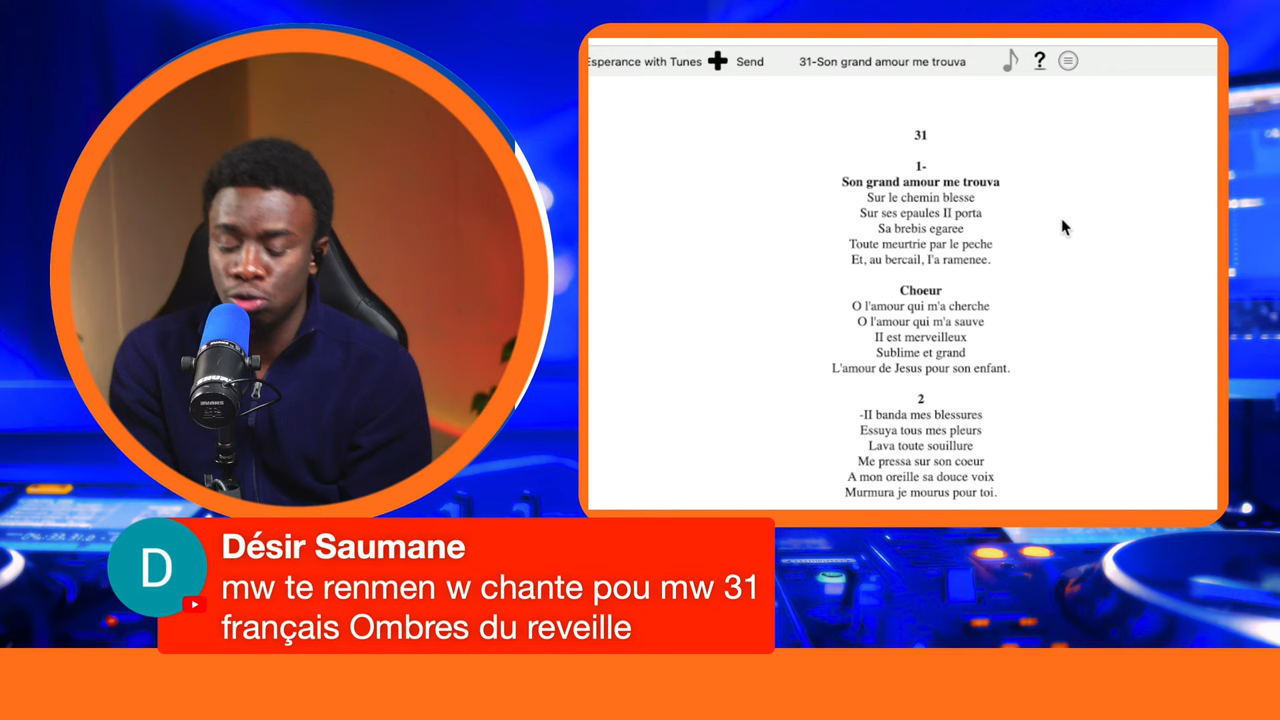 Esperance with Tunes
Send
31-Son grand amour me trouva
?
31
1-
Son grand amour me trouva
Sur le chemin blesse
Sur ses epaules II porta
Sa brebis egaree
Toute meurtrie par le peche
Et, au bercail, I'a ramenee.
Choeur
O l'amour qui m'a cherche
O l'amour qui m'a sauve
II est merveilleux
Sublime et grand
L'amour de Jesus pour son enfant.
2
-II banda mes blessures
Essuya tous mes pleurs
Lava toute souillure
Me pressa sur son coeur
A mon oreille sa douce voix
Murmura je mourus pour toi.
SHURE
D
Désir Saumane
mw te renmen w chante pou mw 31
français Ombres du reveille